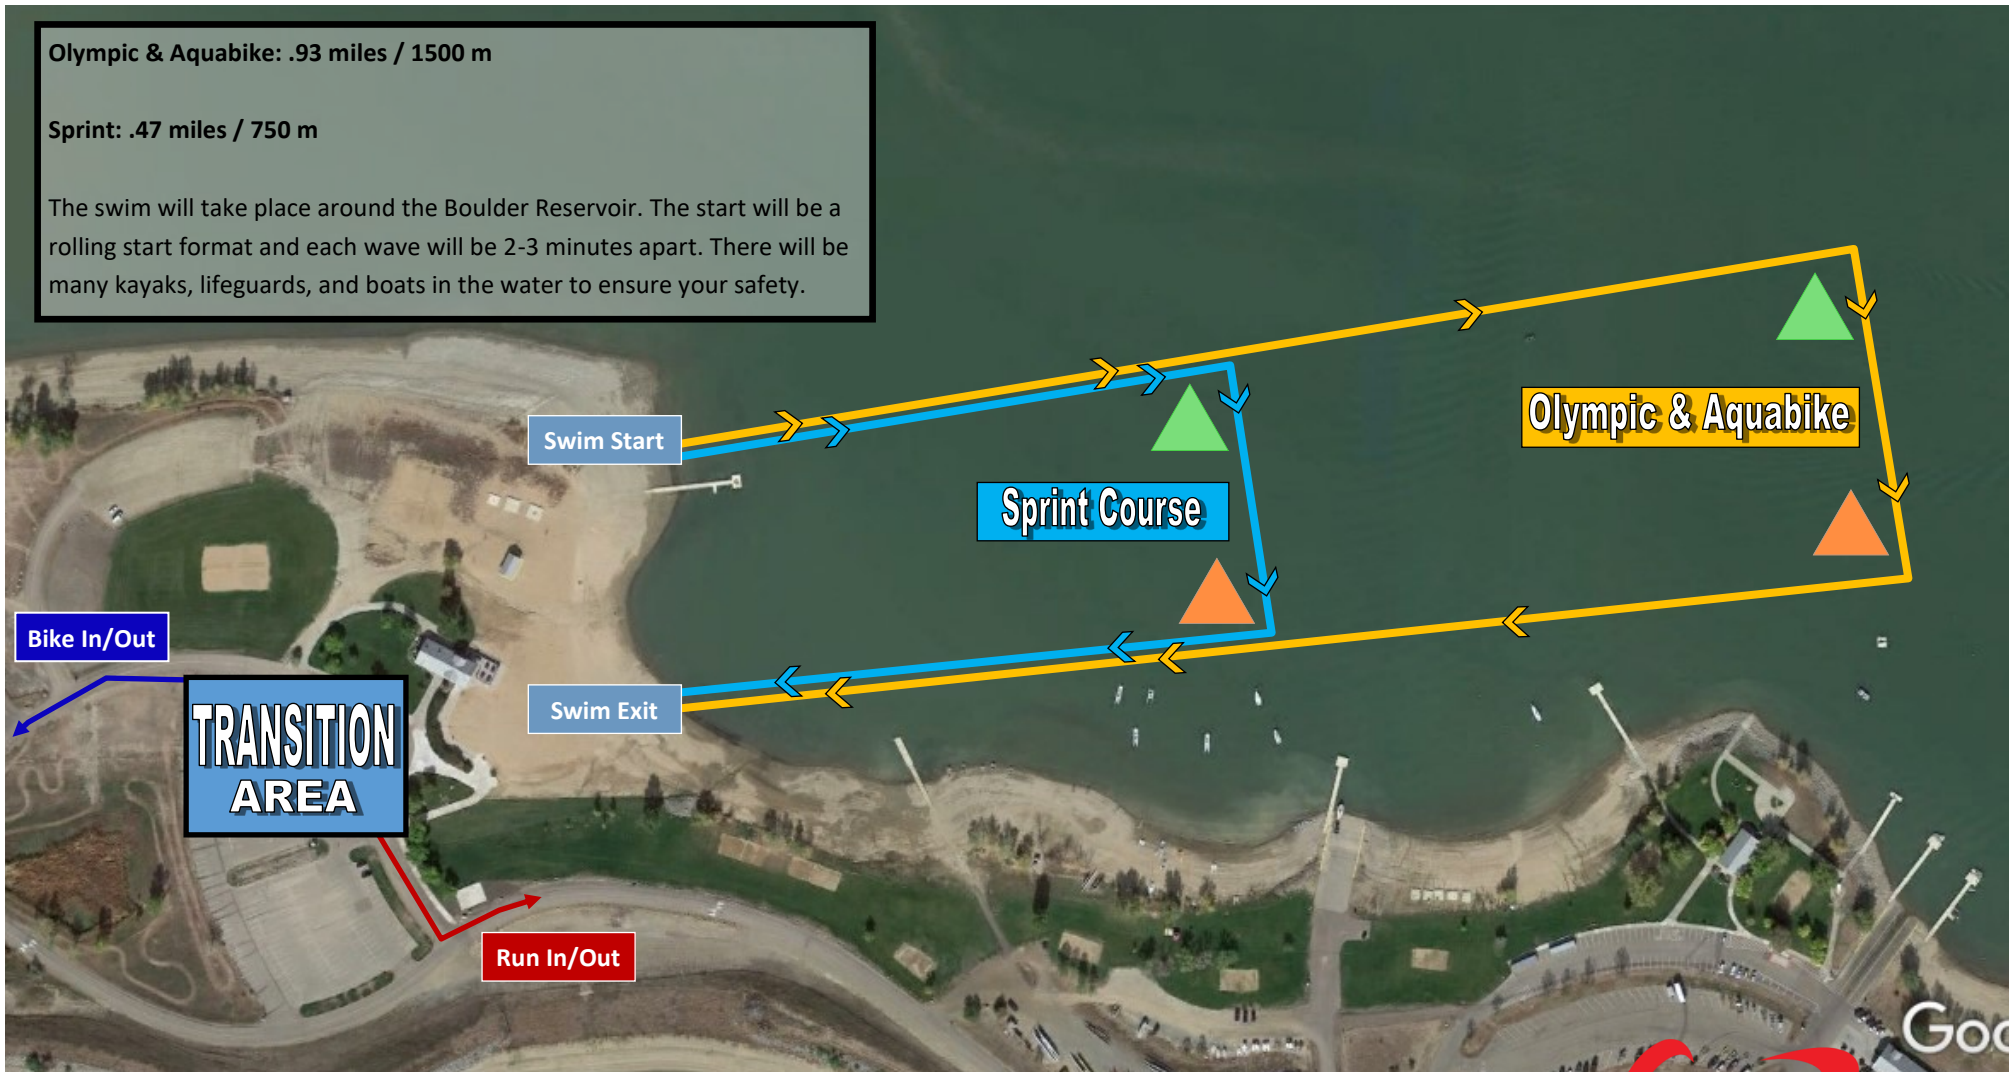 Olympic & Aquabike: .93 miles / 1500 m
Sprint: .47 miles / 750 m
The swim will take place around the Boulder Reservoir. The start will be a
rolling start format and each wave will be 2-3 minutes apart. There will be
many kayaks, lifeguards, and boats in the water to ensure your safety.
Swim Start
Olympic & Aquabike
Sprint Course
Bike In/Out
Swim Exit
TRANSITION
AREA
Run In/Out
Goo